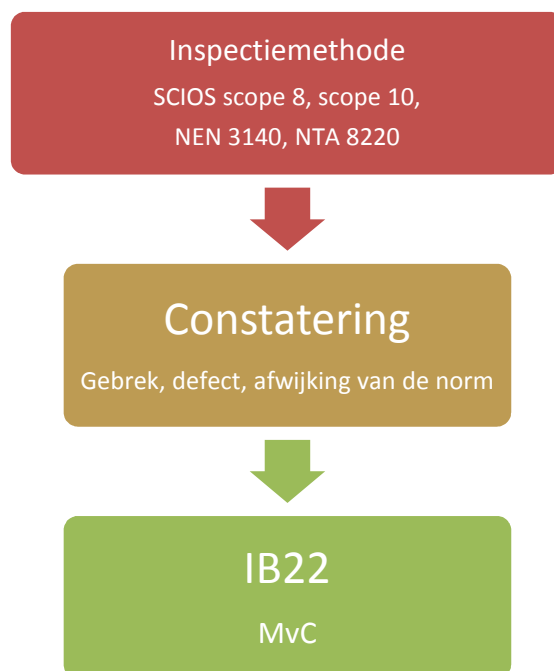 Inspectiemethode
SCIOS scope 8, scope 10,
NEN 3140, NTA 8220
Constatering
Gebrek, defect, afwijking van de norm
IB22
MvC